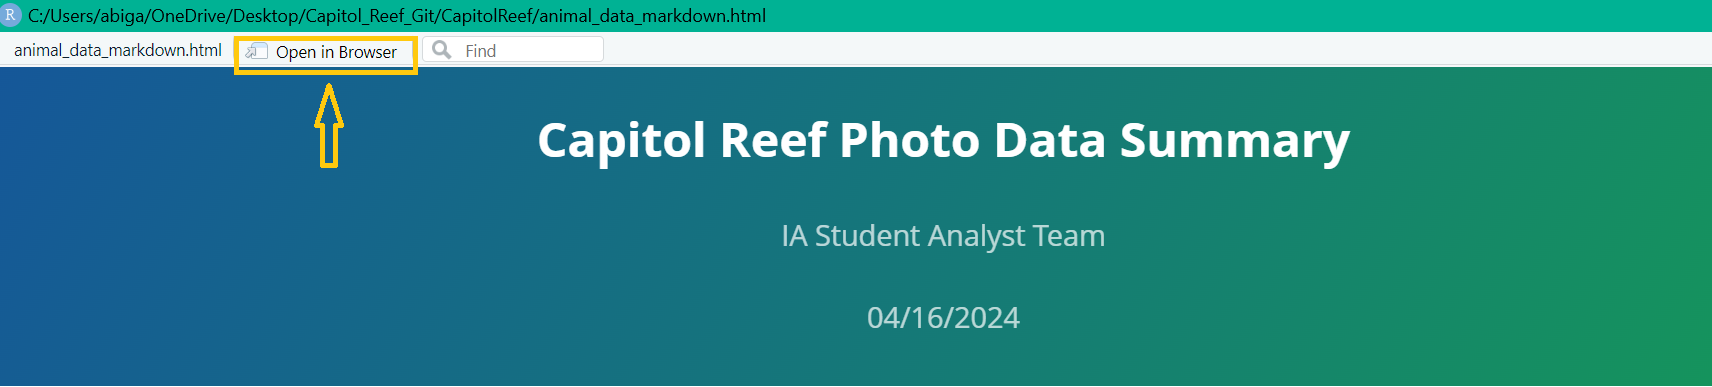 R C:/Users/abiga/OneDrive/Desktop/Capitol_Reef_Git/CapitolReef/animal_data_markdown.html
animal_data_markdown.html Open in Browser Find
Capitol Reef Photo Data Summary
IA Student Analyst Team
04/16/2024